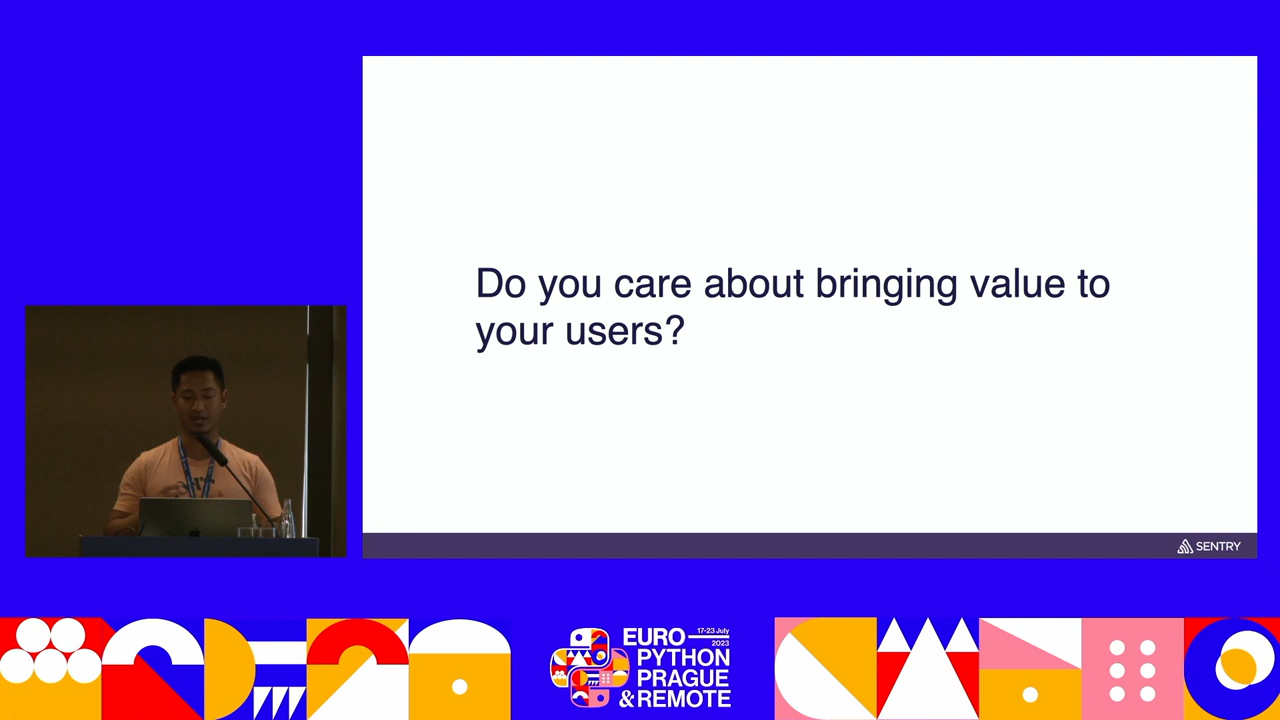 Do you care about bringing value to
your users?
SENTRY
EURO
17-23 July
2023
PYTHON
PRAGUE
& REMOTE